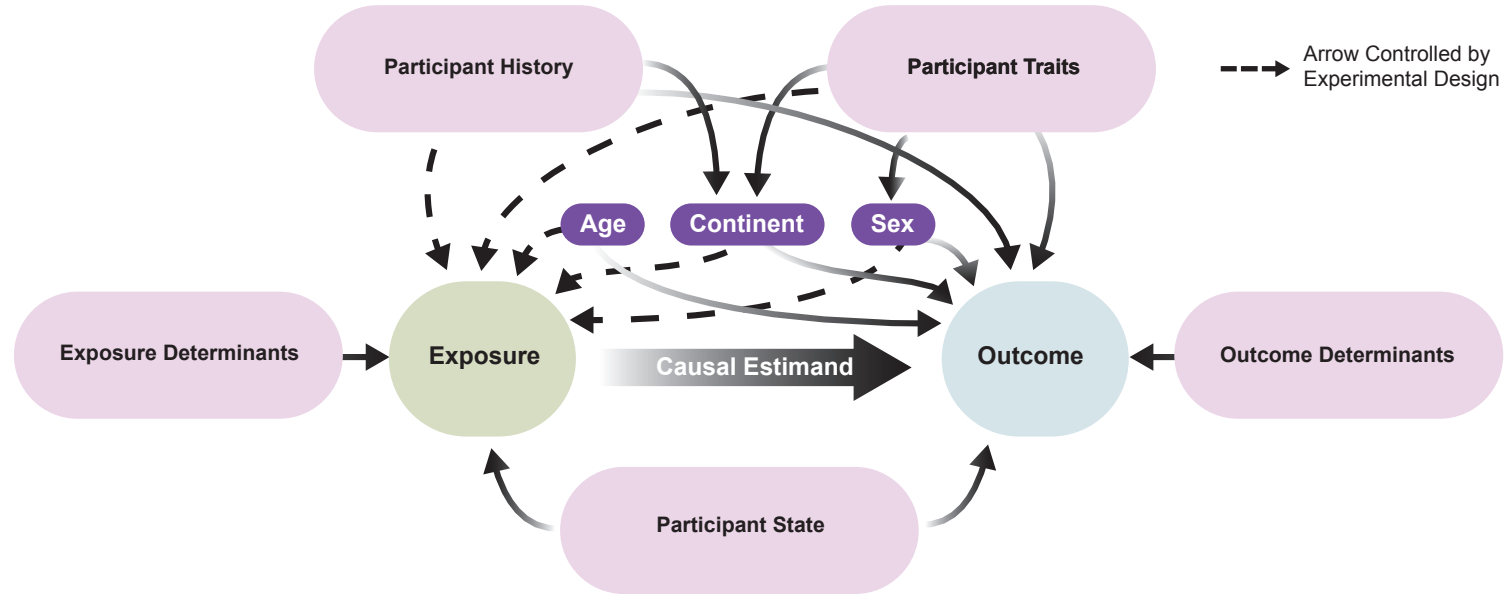 Participant History
Participant Traits
Arrow Controlled by
Experimental Design
Age
Continent
Sex
Exposure Determinants
Exposure
Causal Estimand
Outcome
Outcome Determinants
Participant State